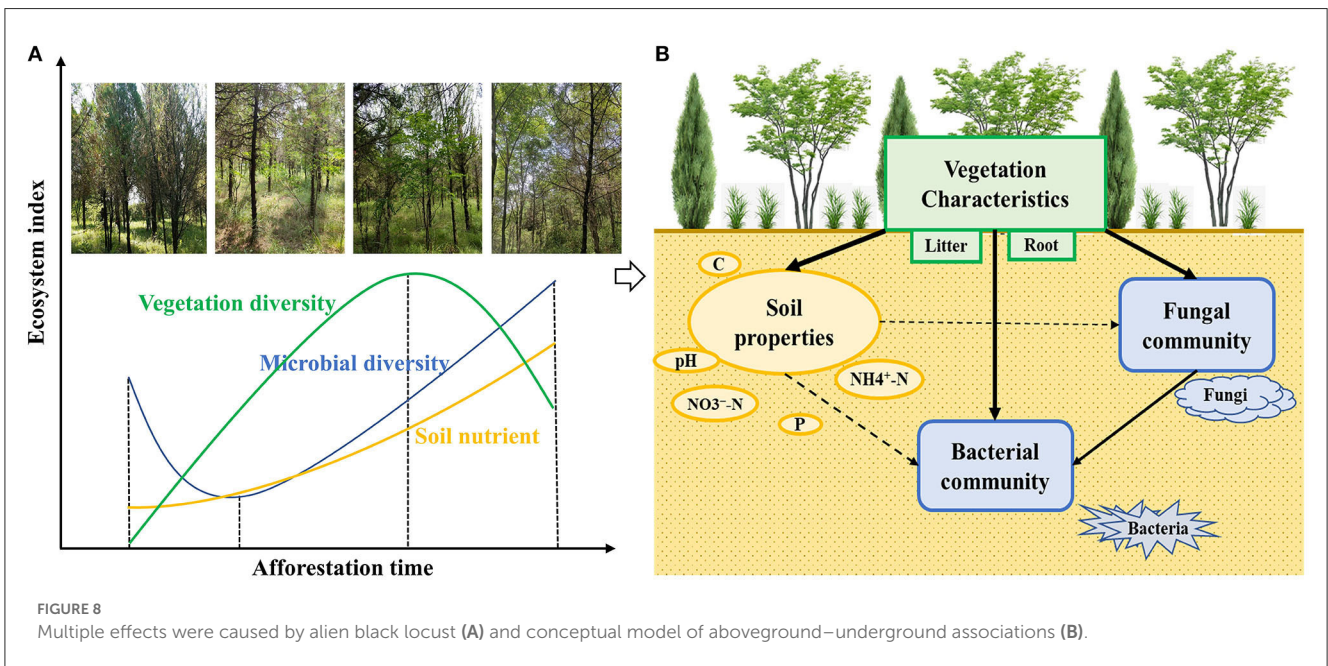 A
Ecosystem index
Vegetation diversity
Microbial diversity
Soil nutrient
Afforestation time
B
Vegetation
Characteristics
Litter
Root
C
Soil
properties
pH
NO3⁻-N
P
NH4⁺-N
Fungal
community
Fungi
Bacterial
community
Bacteria
FIGURE 8
Multiple effects were caused by alien black locust (A) and conceptual model of aboveground–underground associations (B).